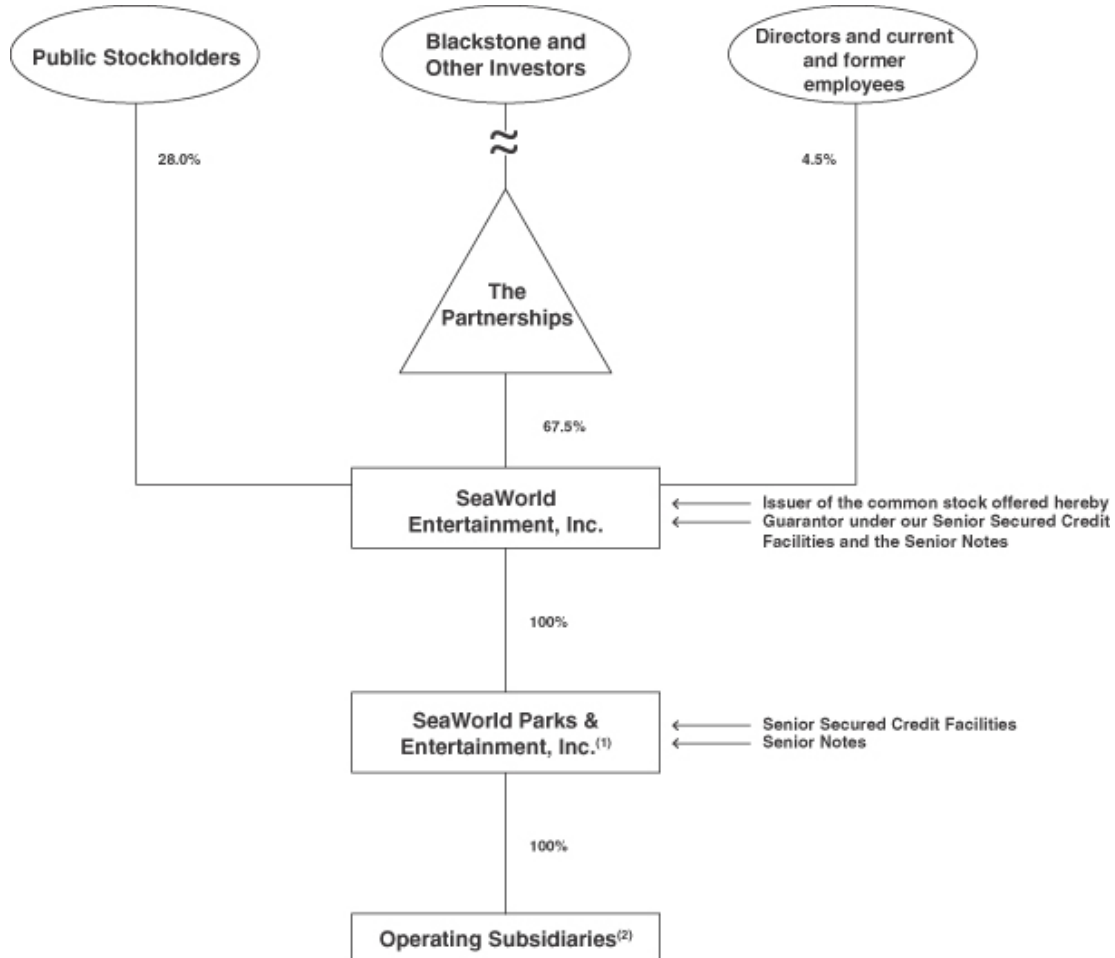 Public Stockholders
Blackstone and
Other Investors
Directors and current
and former
employees
28.0%
4.5%
The
Partnerships
67.5%
SeaWorld
Entertainment, Inc.
Issuer of the common stock offered hereby
Guarantor under our Senior Secured Credit
Facilities and the Senior Notes
100%
SeaWorld Parks &
Entertainment, Inc.(1)
Senior Secured Credit Facilities
Senior Notes
100%
Operating Subsidiaries(2)